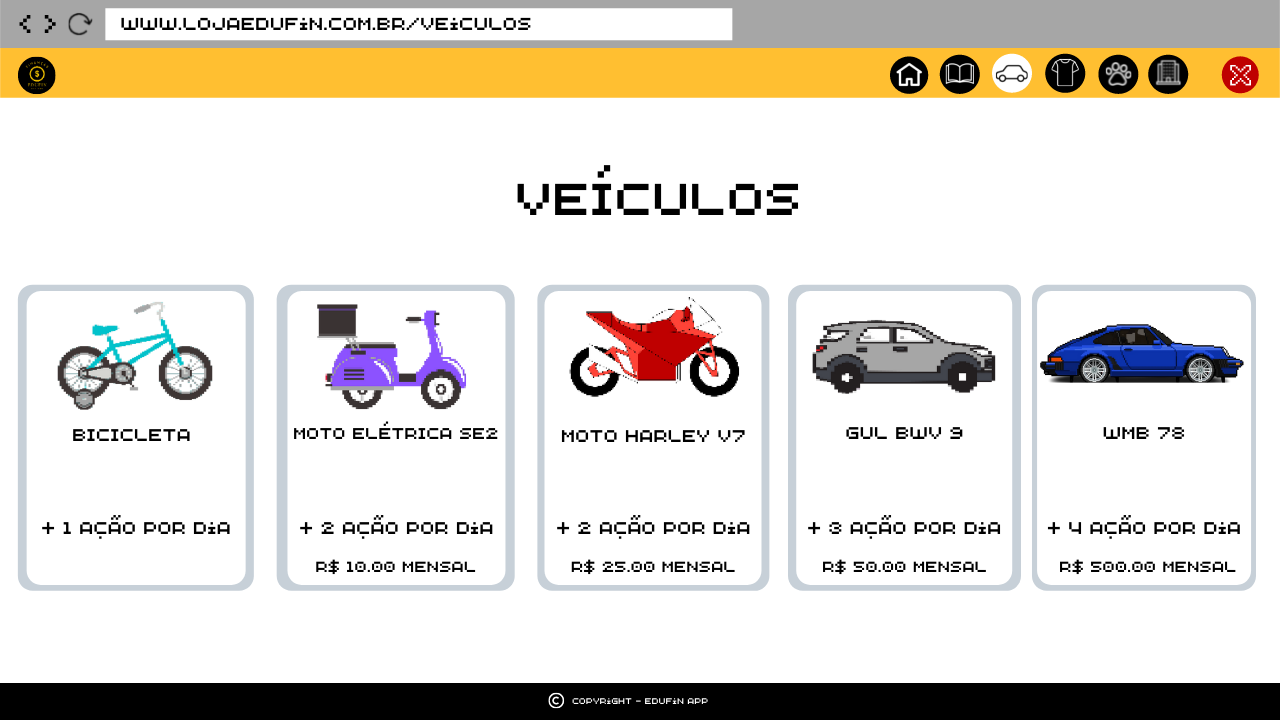 WWW.LOJAEDUFiN.COM.BR/VEiCULOS
VEÍCULOS
BICICLETA
MOTO ELÉTRICA SE2
MOTO HARLEY V7
GUL BWV 9
WMB 78
+ 1 AÇÃO POR DiA
+ 2 AÇÃO POR DiA
+ 2 AÇÃO POR DiA
+ 3 AÇÃO POR DiA
+ 4 AÇÃO POR DiA
R$ 10.00 MENSAL
R$ 25.00 MENSAL
R$ 50.00 MENSAL
R$ 500.00 MENSAL
© COPYRiGHT - EDUFiN APP